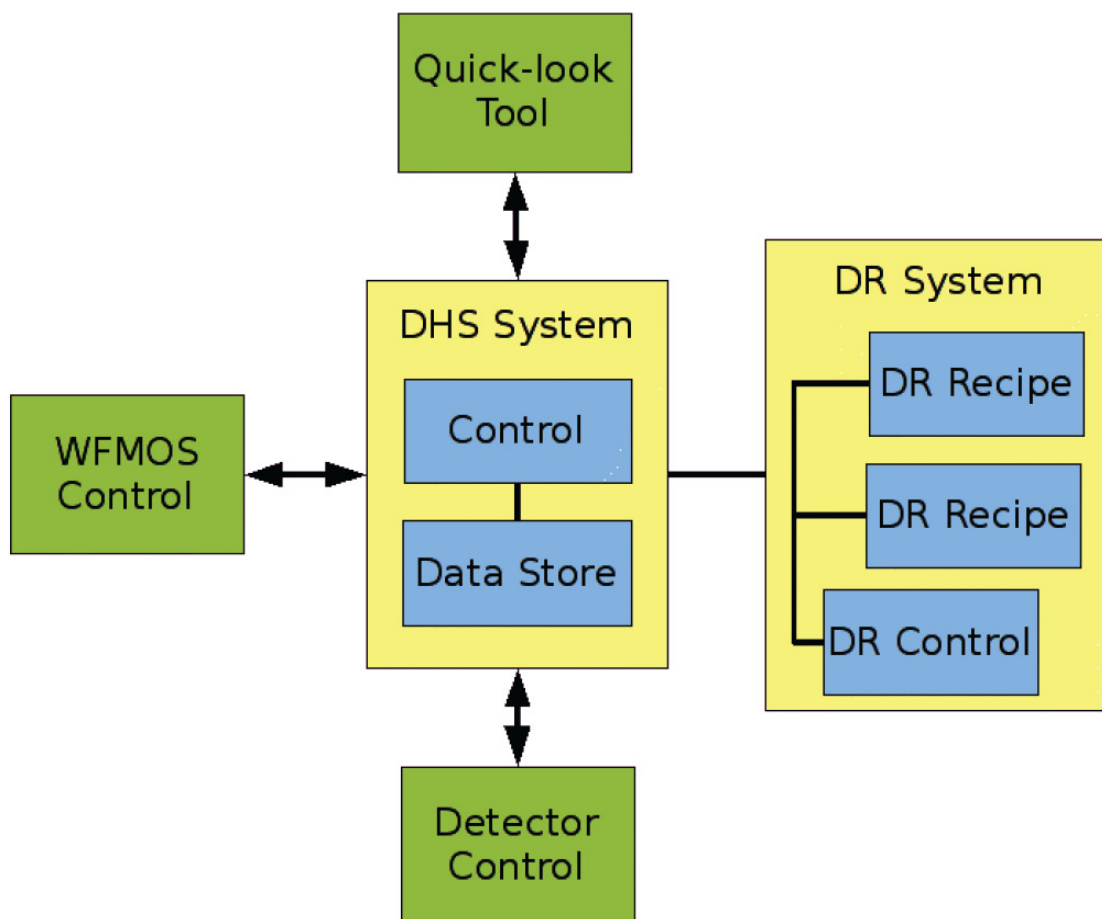 Quick-look
Tool
DHS System
Control
Data Store
WFMOS
Control
Detector
Control
DR System
DR Recipe
DR Recipe
DR Control